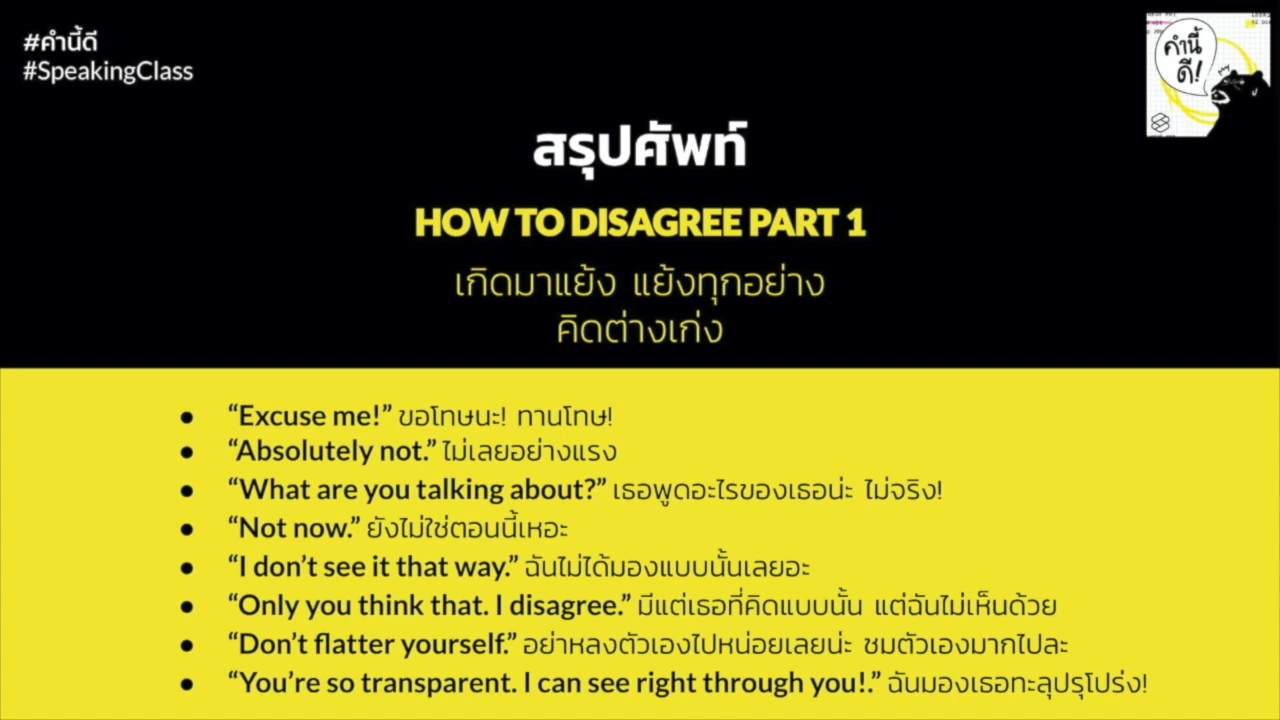 #คำนี้ดี
#SpeakingClass
คำนี้
ดี!
สรุปศัพท์
HOW TO DISAGREE PART 1
เกิดมาแย้ง แย้งทุกอย่าง
คิดต่างเก่ง
● “Excuse me!” ขอโทษนะ! ทานโทษ!
● “Absolutely not.” ไม่เลยอย่างแรง
● “What are you talking about?” เธอพูดอะไรของเธอน่ะ ไม่จริง!
● “Not now.” ยังไม่ใช่ตอนนี้เหอะ
● “I don’t see it that way.” ฉันไม่ได้มองแบบนั้นเลยอะ
● “Only you think that. I disagree.” มีแต่เธอที่คิดแบบนั้น แต่ฉันไม่เห็นด้วย
● “Don’t flatter yourself.” อย่าหลงตัวเองไปหน่อยเลยน่ะ ชมตัวเองมากไปละ
● “You’re so transparent. I can see right through you!.” ฉันมองเธอทะลุปรุโปร่ง!